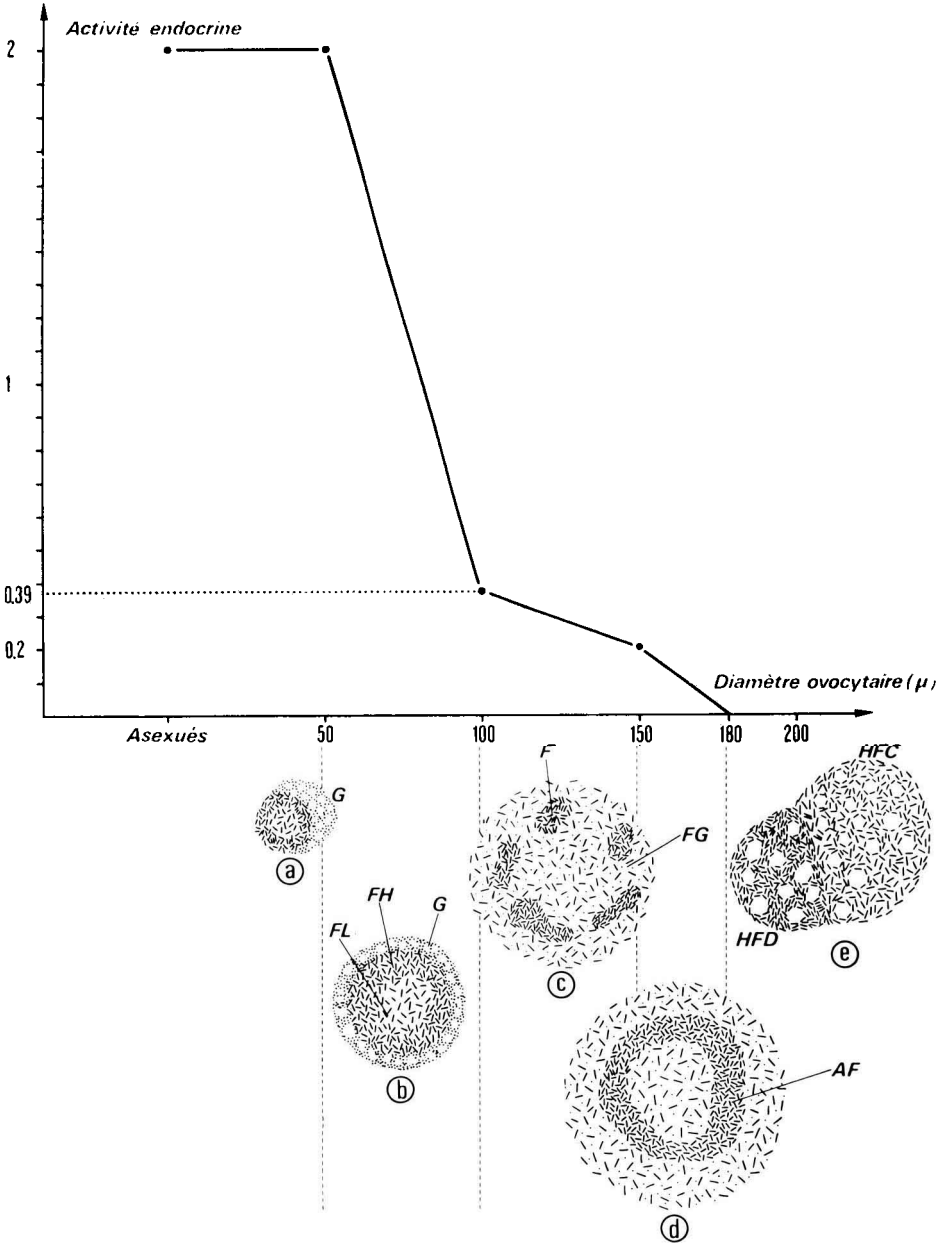 Activité endocrine
2
1
0.39
0.2
Diamètre ovocytaire (µ)
Asexués 50 100 150 180 200
F
HFC
G
FG
a
FH
G
FL
HFD
e
c
b
AF
d